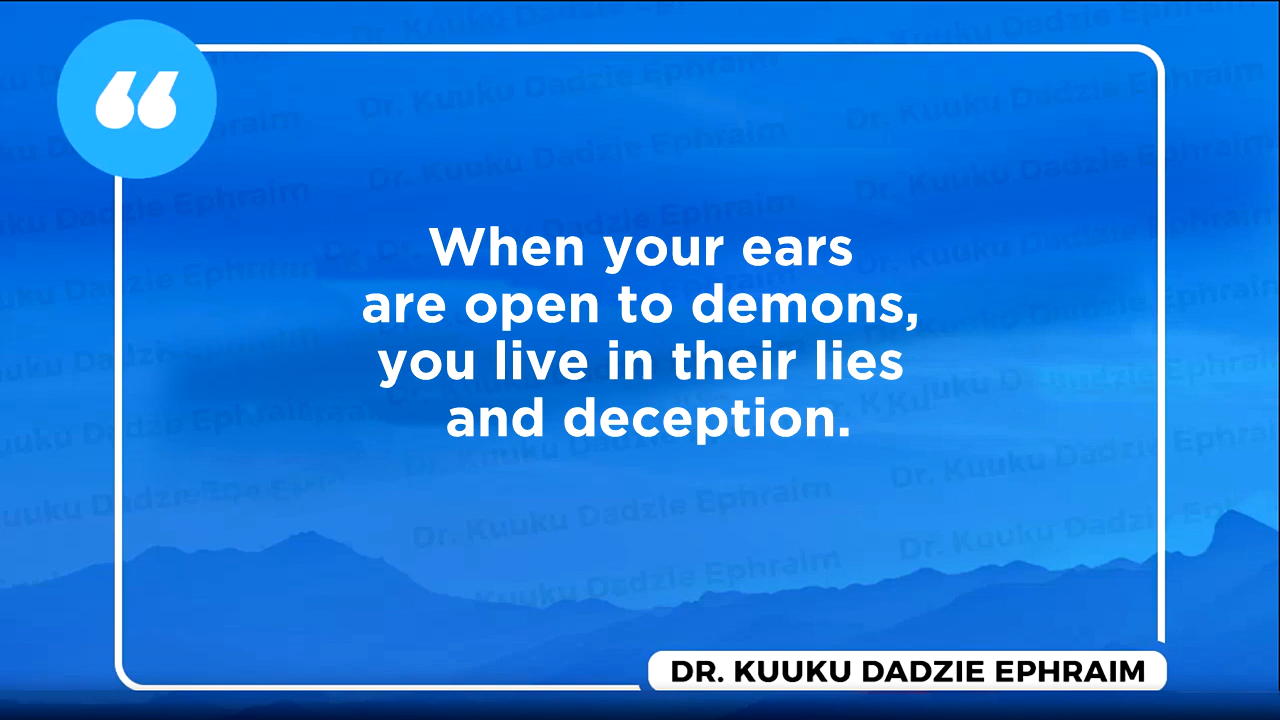 When your ears
are open to demons,
you live in their lies
and deception.
DR. KUUKU DADZIE EPHRAIM